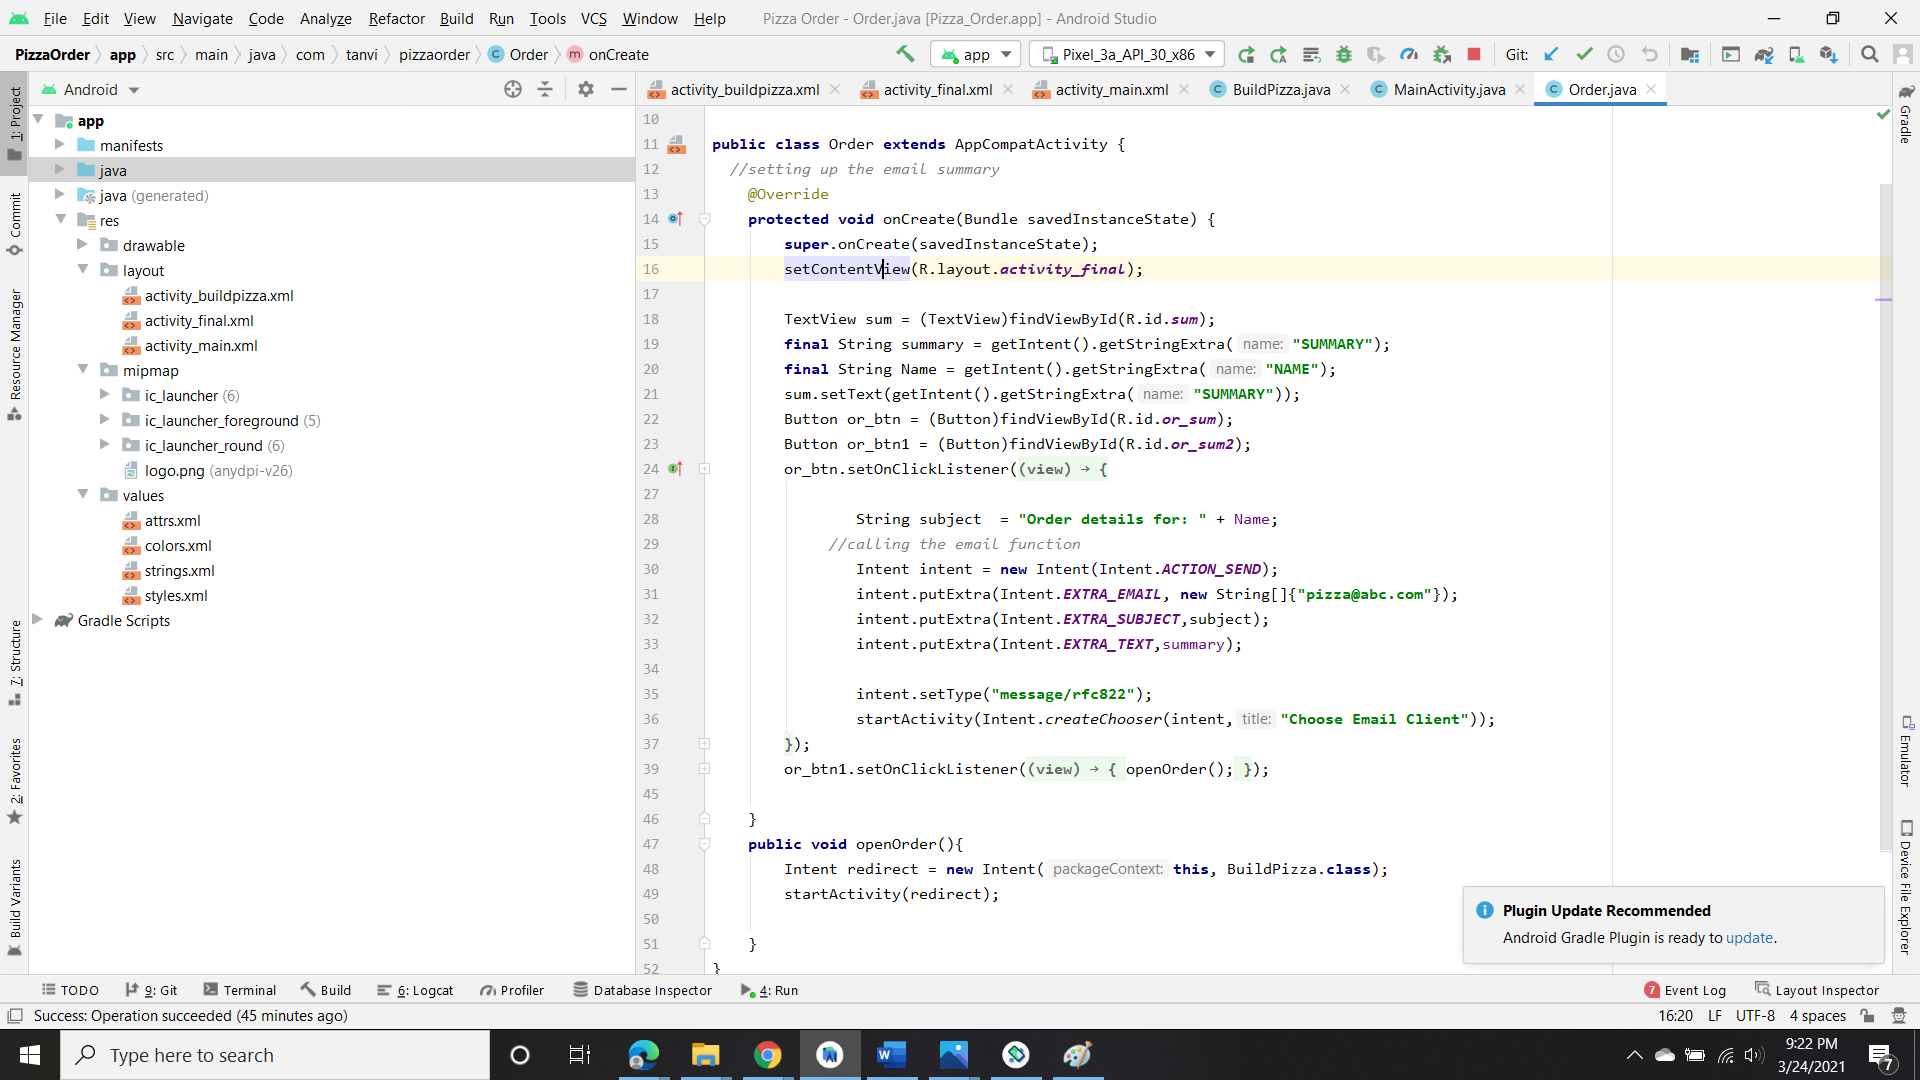 File Edit View Navigate Code Analyze Refactor Build Run Tools VCS Window Help Pizza Order - Order.java [Pizza_Order.app] - Android Studio
PizzaOrder app src main java com tanvi pizzaorder Order onCreate app Pixel_3a_API_30_x86 Git:
Android
activity_buildpizza.xml activity_final.xml activity_main.xml BuildPizza.java MainActivity.java Order.java
1: Project
Commit
Resource Manager
7: Structure
2: Favorites
Build Variants
app
manifests
java
java (generated)
res
drawable
layout
activity_buildpizza.xml
activity_final.xml
activity_main.xml
mipmap
ic_launcher (6)
ic_launcher_foreground (5)
ic_launcher_round (6)
logo.png (anydpi-v26)
values
attrs.xml
colors.xml
strings.xml
styles.xml
Gradle Scripts
10
11 public class Order extends AppCompatActivity {
12 //setting up the email summary
13 @Override
14 protected void onCreate(Bundle savedInstanceState) {
15 super.onCreate(savedInstanceState);
16 setContentView(R.layout.activity_final);
17
18 TextView sum = (TextView)findViewById(R.id.sum);
19 final String summary = getIntent().getStringExtra( name: "SUMMARY");
20 final String Name = getIntent().getStringExtra( name: "NAME");
21 sum.setText(getIntent().getStringExtra( name: "SUMMARY"));
22 Button or_btn = (Button)findViewById(R.id.or_sum);
23 Button or_btn1 = (Button)findViewById(R.id.or_sum2);
24 or_btn.setOnClickListener((view) → {
27
28 String subject  = "Order details for: " + Name;
29 //calling the email function
30 Intent intent = new Intent(Intent.ACTION_SEND);
31 intent.putExtra(Intent.EXTRA_EMAIL, new String[]{"pizza@abc.com"});
32 intent.putExtra(Intent.EXTRA_SUBJECT,subject);
33 intent.putExtra(Intent.EXTRA_TEXT,summary);
34
35 intent.setType("message/rfc822");
36 startActivity(Intent.createChooser(intent, title: "Choose Email Client"));
37 });
39 or_btn1.setOnClickListener((view) → { openOrder(); });
45
46 }
47 public void openOrder(){
48 Intent redirect = new Intent( packageContext: this, BuildPizza.class);
49 startActivity(redirect);
50
51 }
52 }
Gradle
Emulator
Device File Explorer
Plugin Update Recommended
Android Gradle Plugin is ready to update.
TODO 9: Git Terminal Build 6: Logcat Profiler Database Inspector 4: Run 7 Event Log Layout Inspector
Success: Operation succeeded (45 minutes ago) 16:20 LF UTF-8 4 spaces
Type here to search
9:22 PM
3/24/2021
7